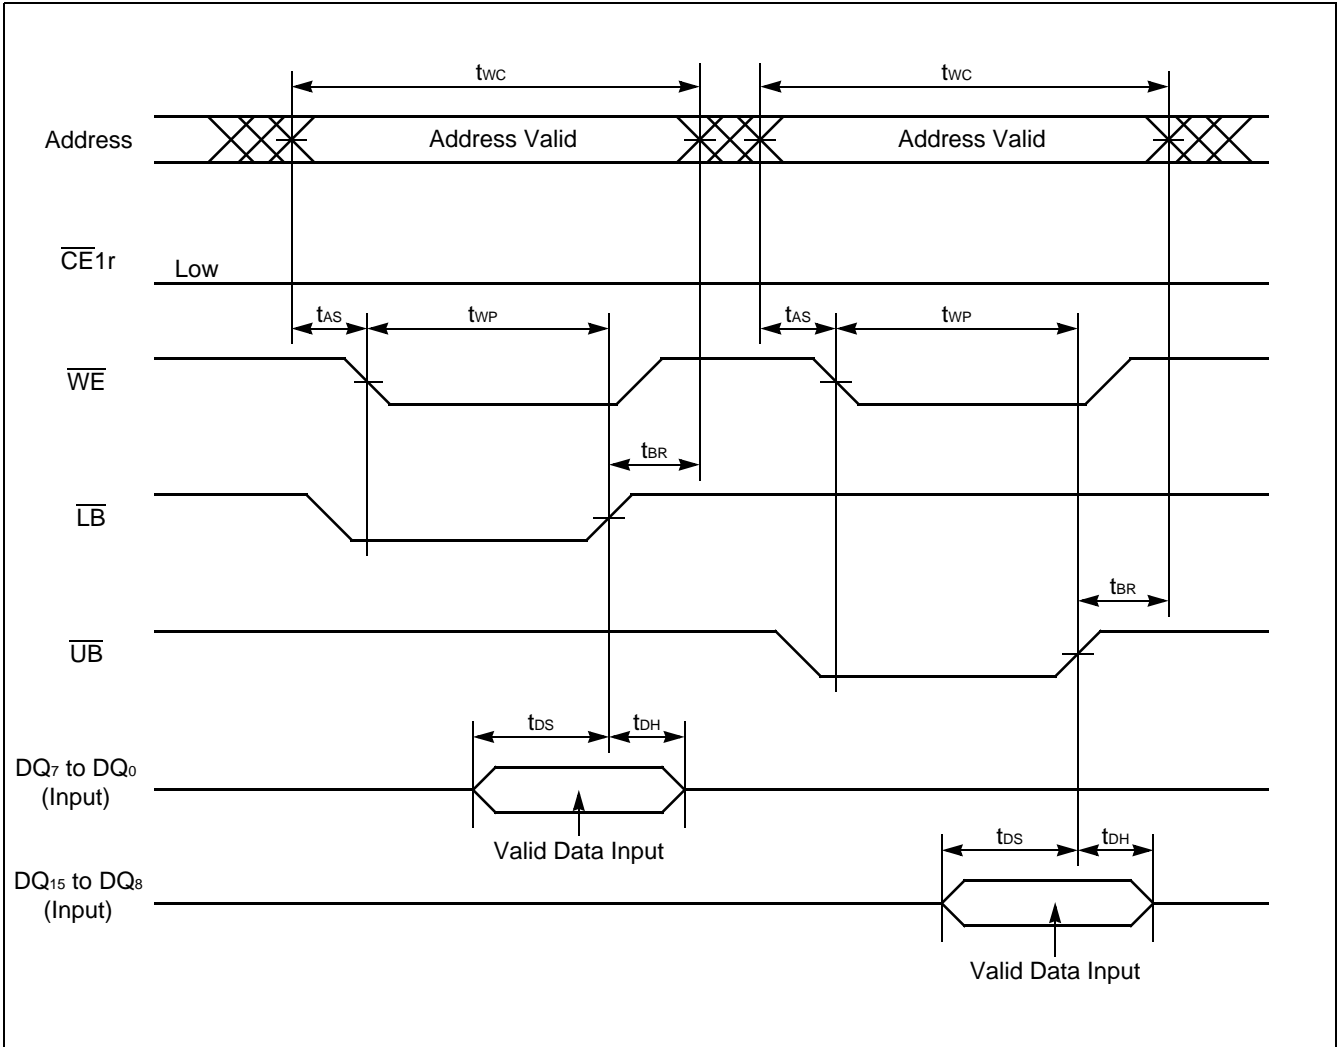 tWC tWC
Address Address Valid Address Valid
CE1r Low
tAS tWP tAS tWP
WE
tBR
LB
tBR
UB
tDS tDH
DQ7 to DQ0
(Input)
Valid Data Input
tDS tDH
DQ15 to DQ8
(Input)
Valid Data Input